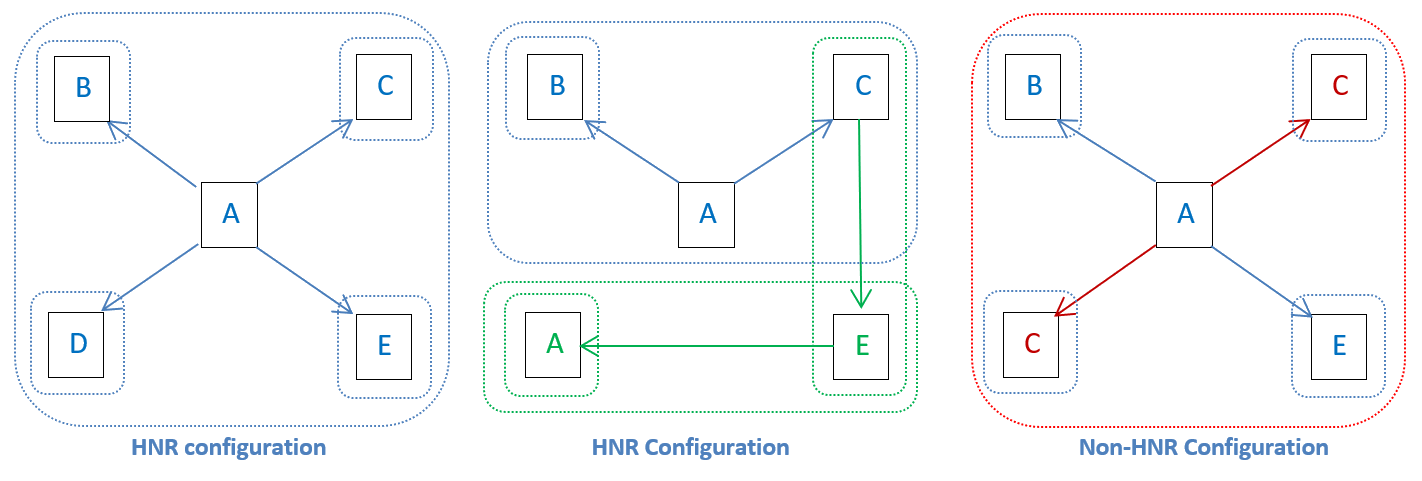 B C
A
D E
HNR configuration
B C
A
A E
HNR Configuration
B C
A
C E
Non-HNR Configuration